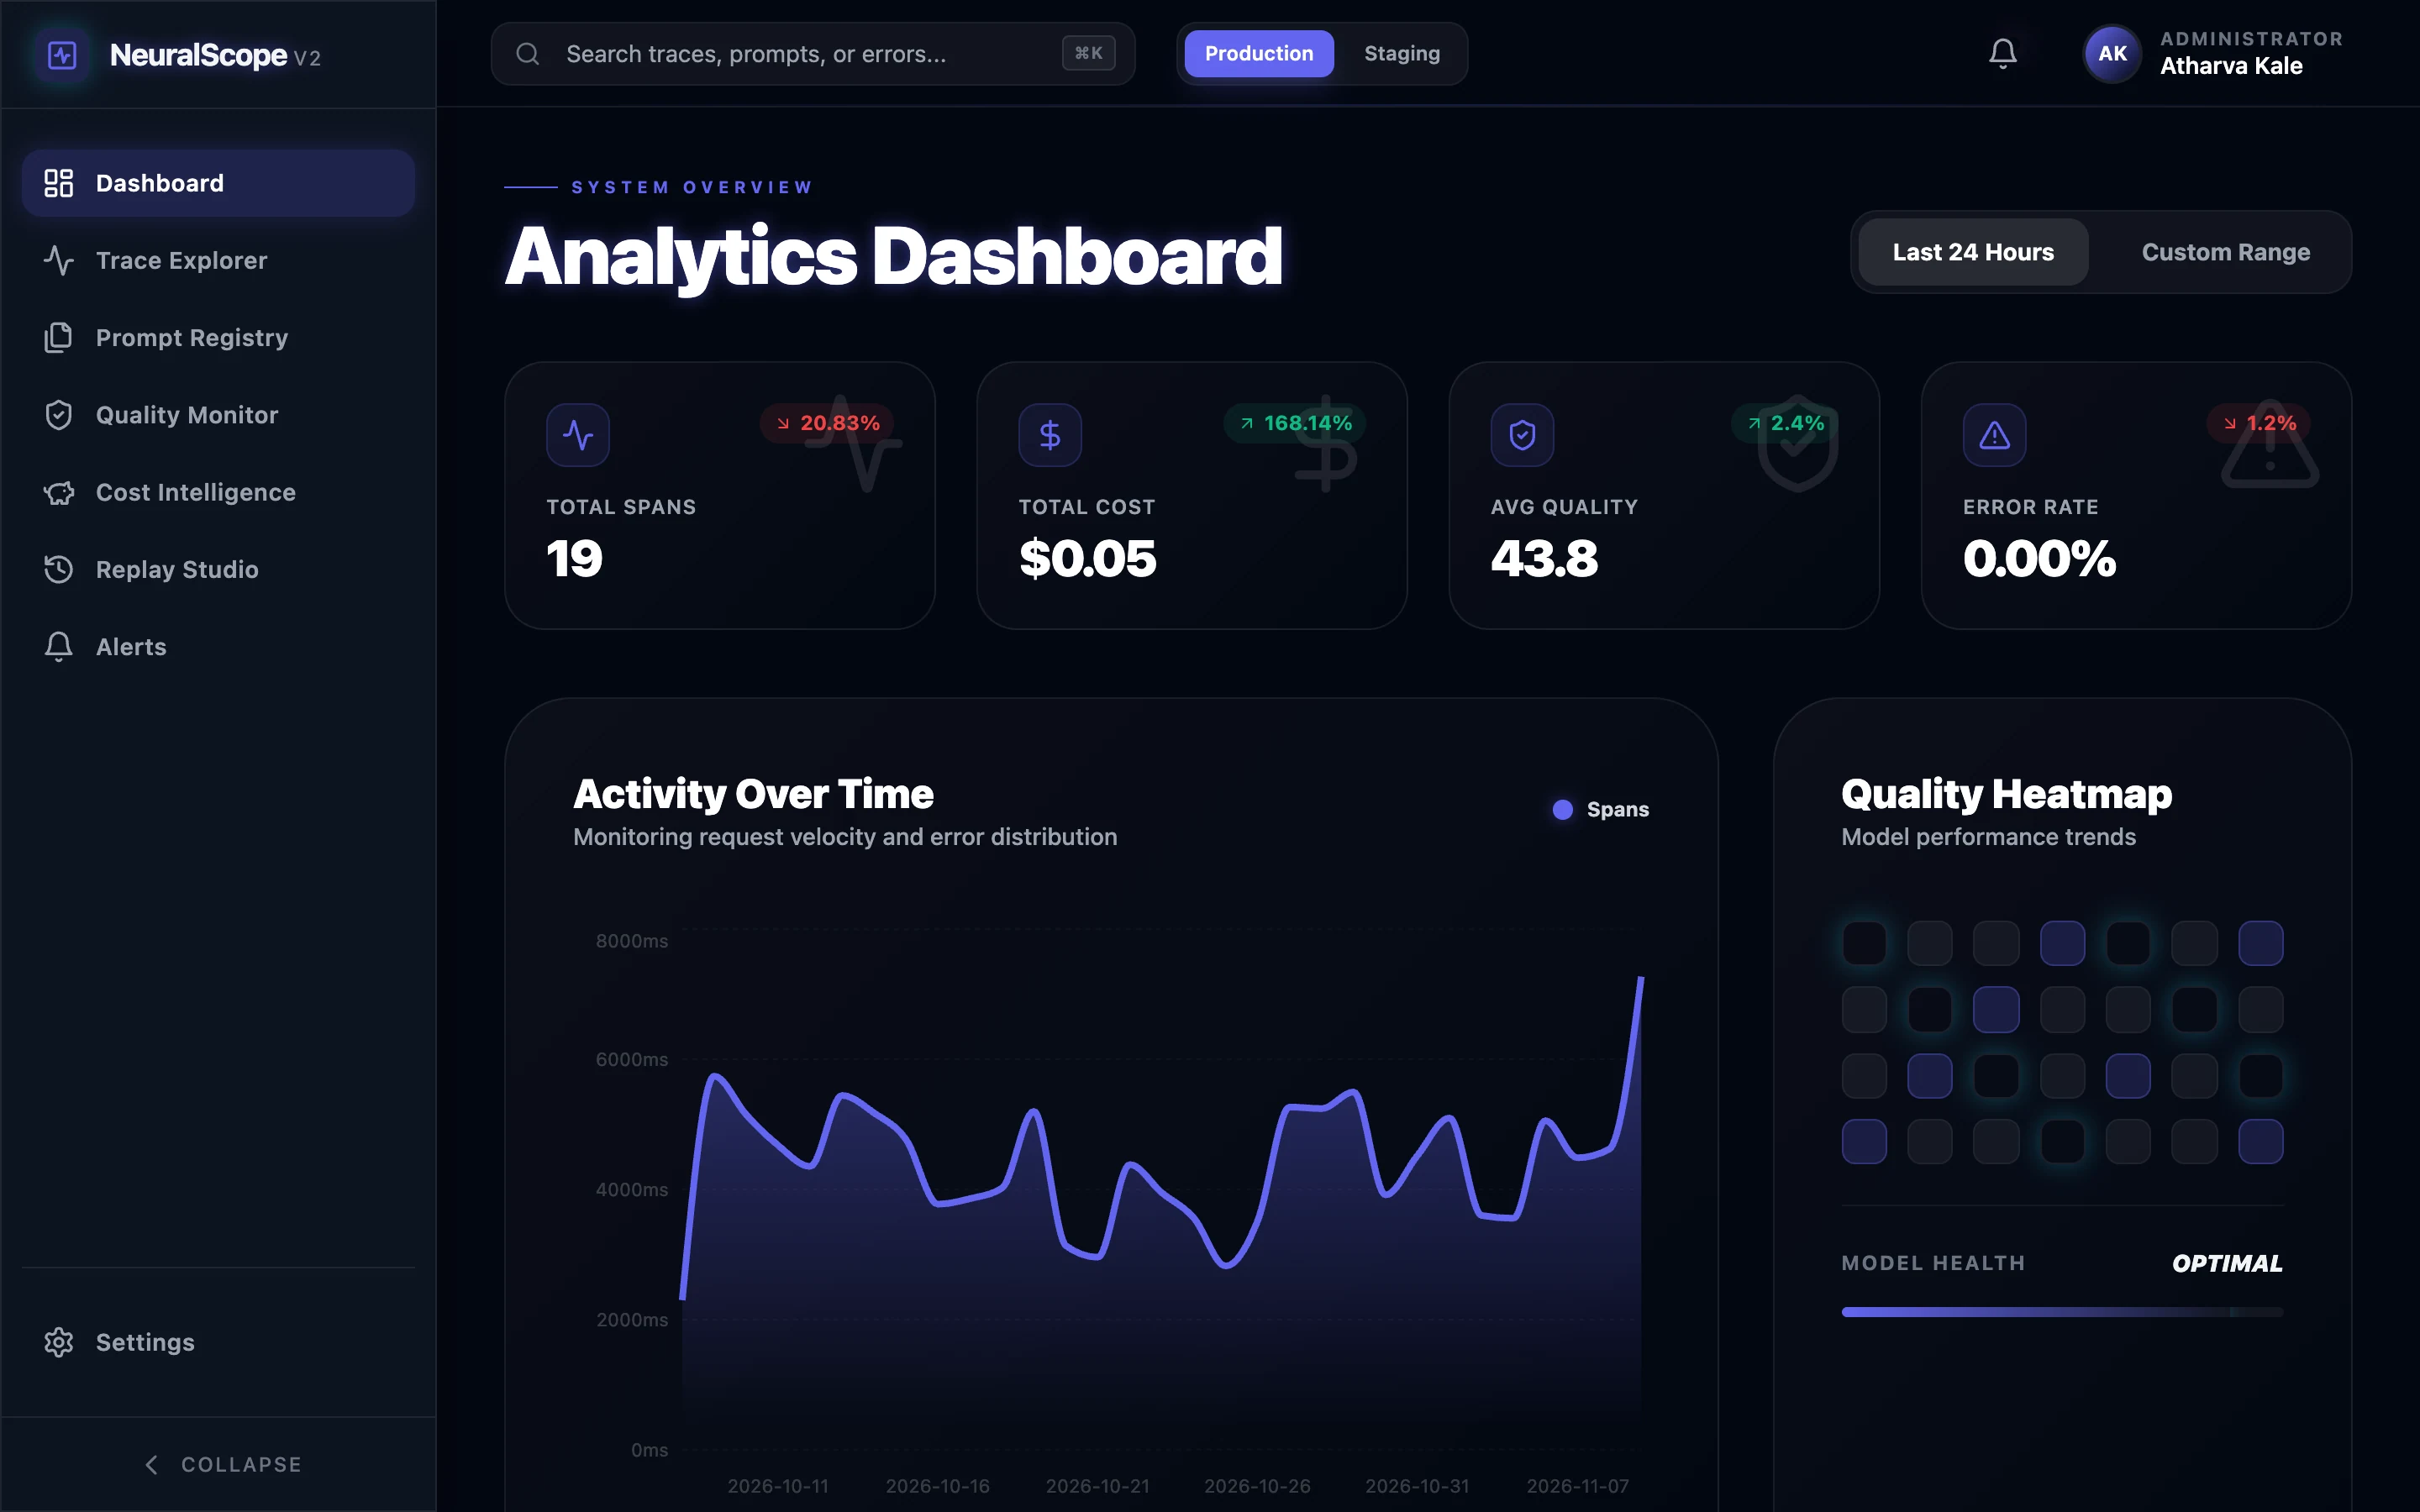 NeuralScope V2
Search traces, prompts, or errors...
⌘K
Production
Staging
AK
ADMINISTRATOR
Atharva Kale
Dashboard
Trace Explorer
Prompt Registry
Quality Monitor
Cost Intelligence
Replay Studio
Alerts
Settings
COLLAPSE
SYSTEM OVERVIEW
Analytics Dashboard
Last 24 Hours
Custom Range
20.83%
TOTAL SPANS
19
168.14%
TOTAL COST
$0.05
2.4%
AVG QUALITY
43.8
1.2%
ERROR RATE
0.00%
Activity Over Time
Monitoring request velocity and error distribution
Spans
8000ms
6000ms
4000ms
2000ms
0ms
2026-10-11
2026-10-16
2026-10-21
2026-10-26
2026-10-31
2026-11-07
Quality Heatmap
Model performance trends
MODEL HEALTH
OPTIMAL